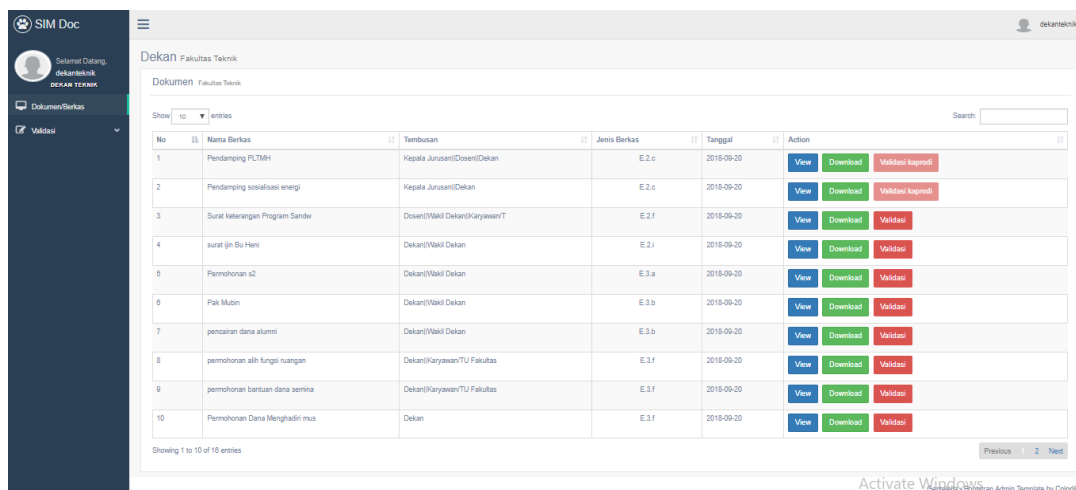 SIM Doc
dekanteknik
Selamat Datang,
dekanteknik
DEKAN TEKNIK
Dokumen/Berkas
Validasi
Dekan Fakultas Teknik
Dokumen Fakultas Teknik
Show 10 entries Search:
No Nama Berkas Tembusan Jenis Berkas Tanggal Action
1 Pendamping PLTMH Kepala Jurusan||Dosen||Dekan E.2.c 2018-09-20 View Download Validasi kaprodi
2 Pendamping sosialisasi energi Kepala Jurusan||Dekan E.2.c 2018-09-20 View Download Validasi kaprodi
3 Surat keterangan Program Sandw Dosen||Wakil Dekan||Karyawan/T E.2.f 2018-09-20 View Download Validasi
4 surat ijin Bu Heni Dekan||Wakil Dekan E.2.i 2018-09-20 View Download Validasi
5 Permohonan s2 Dekan||Wakil Dekan E.3.a 2018-09-20 View Download Validasi
6 Pak Mubin Dekan||Wakil Dekan E.3.b 2018-09-20 View Download Validasi
7 pencairan dana alumni Dekan||Wakil Dekan E.3.b 2018-09-20 View Download Validasi
8 permohonan alih fungsi ruangan Dekan||Karyawan/TU Fakultas E.3.f 2018-09-20 View Download Validasi
9 permohonan bantuan dana semina Dekan||Karyawan/TU Fakultas E.3.f 2018-09-20 View Download Validasi
10 Permohonan Dana Menghadiri mus Dekan E.3.f 2018-09-20 View Download Validasi
Showing 1 to 10 of 16 entries Previous 1 2 Next
Activate Windows
Admin Template by Colorli